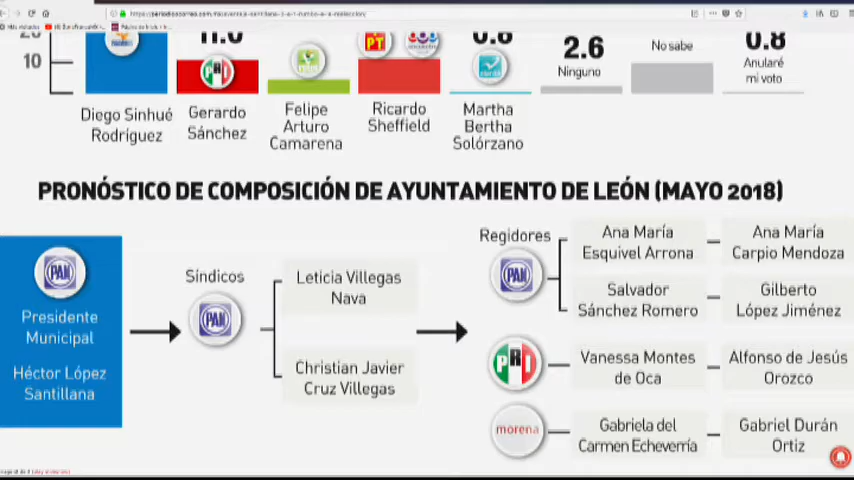 10
11.0
0.8
2.6
0.8
PT
PRI
Ninguno
No sabe
Anularé
mi voto
Diego Sinhué
Rodríguez
Gerardo
Sánchez
Felipe
Arturo
Camarena
Ricardo
Sheffield
Martha
Bertha
Solórzano
PRONÓSTICO DE COMPOSICIÓN DE AYUNTAMIENTO DE LEÓN (MAYO 2018)
PAN
Presidente
Municipal
Héctor López
Santillana
Síndicos
PAN
Leticia Villegas
Nava
Christian Javier
Cruz Villegas
Regidores
PAN
Ana María
Esquivel Arrona
Ana María
Carpio Mendoza
Salvador
Sánchez Romero
Gilberto
López Jiménez
PRI
Vanessa Montes
de Oca
Alfonso de Jesús
Orozco
morena
Gabriela del
Carmen Echeverría
Gabriel Durán
Ortiz